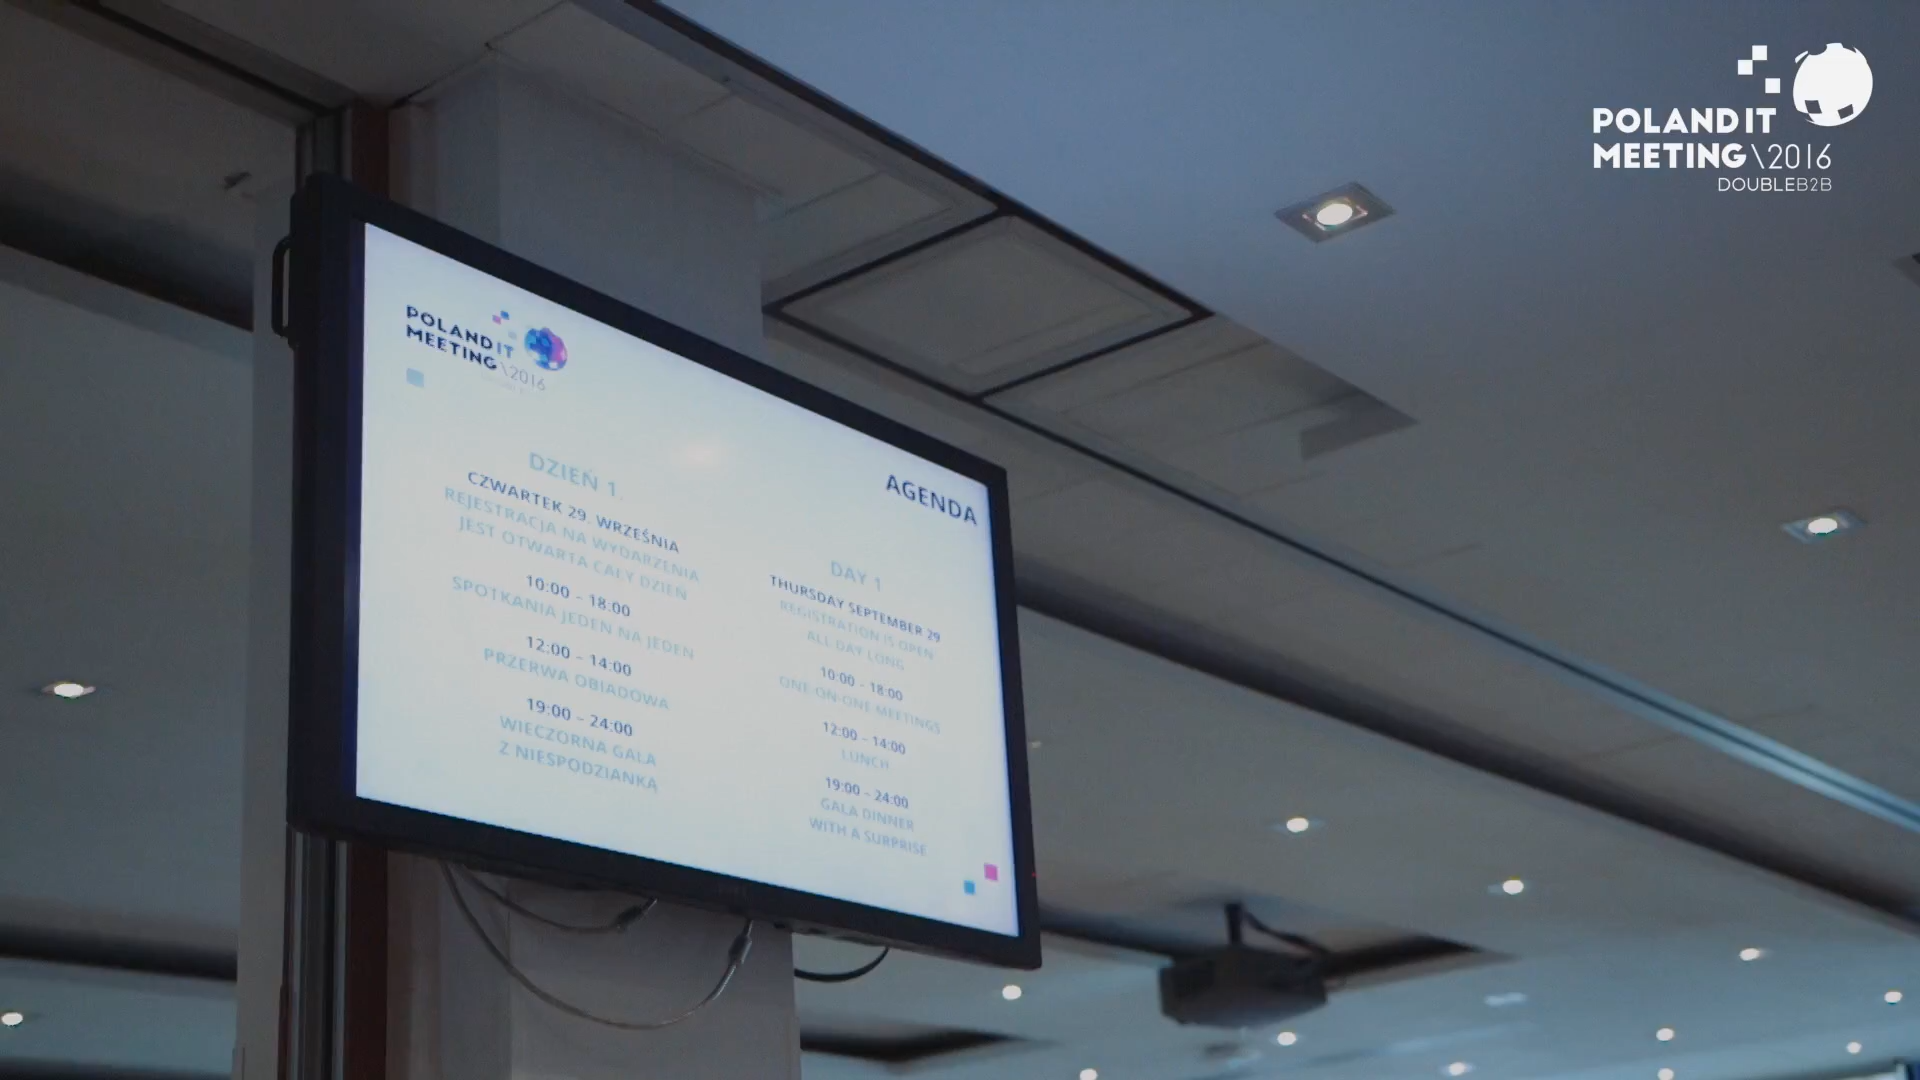 POLAND IT
MEETING\2016
DOUBLEB2B
POLAND IT
MEETING\2016
AGENDA
DZIEŃ 1.
CZWARTEK 29. WRZEŚNIA
REJESTRACJA NA WYDARZENIA
JEST OTWARTA CAŁY DZIEŃ
10:00 - 18:00
SPOTKANIA JEDEN NA JEDEN
12:00 - 14:00
PRZERWA OBIADOWA
19:00 - 24:00
WIECZORNA GALA
Z NIESPODZIANKA
DAY 1
THURSDAY SEPTEMBER 29
REGISTRATION IS OPEN
ALL DAY LONG
10:00 - 18:00
ONE-ON-ONE MEETINGS
12:00 - 14:00
LUNCH
19:00 - 24:00
GALA DINNER
WITH A SURPRISE